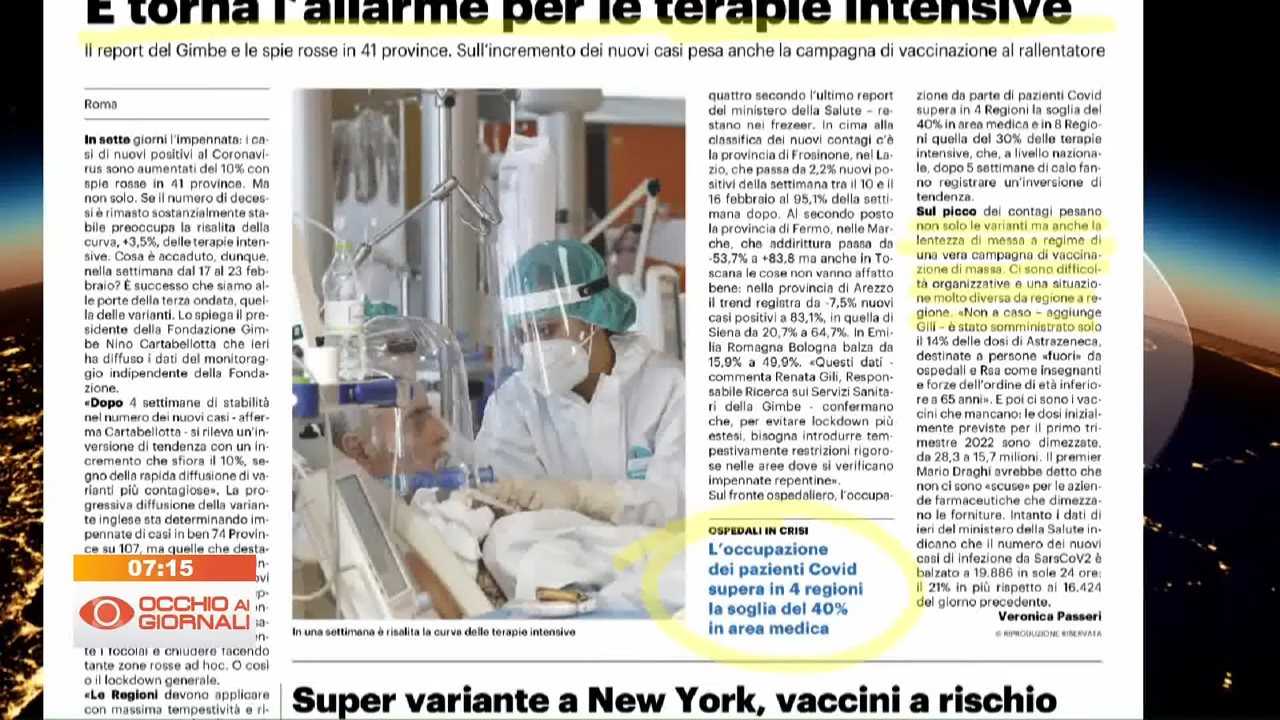 E torna l'allarme per le terapie intensive
Il report del Gimbe e le spie rosse in 41 province. Sull'incremento dei nuovi casi pesa anche la campagna di vaccinazione al rallentatore
Roma
In sette giorni l'impennata: i ca-
si di nuovi positivi al Coronavi-
rus sono aumentati del 10% con
spie rosse in 41 province. Ma
non solo. Se il numero di deces-
si è rimasto sostanzialmente sta-
bile preoccupa la risalita della
curva, +3,5%, delle terapie inten-
sive. Cosa è accaduto, dunque,
nella settimana dal 17 al 23 feb-
braio? È successo che siamo al-
le porte della terza ondata, quel-
la delle varianti. Lo spiega il pre-
sidente della Fondazione Gim-
be Nino Cartabellotta che ieri
ha diffuso i dati del monitorag-
gio indipendente della Fonda-
zione.
«Dopo 4 settimane di stabilità
nel numero dei nuovi casi - affer-
ma Cartabellotta - si rileva un'in-
versione di tendenza con un in-
cremento che sfiora il 10%, se-
gno della rapida diffusione di va-
rianti più contagiose». La pro-
gressiva diffusione della varian-
te inglese sta determinando im-
pennate di casi in ben 74 Provin-
ce su 107, ma quelle che desta-
te i focolai e chiudere facendo
tante zone rosse ad hoc. O così
o il lockdown generale.
«Le Regioni devono applicare
con massima tempestività e ri-
07:15
OCCHIO AI
GIORNALI
In una settimana è risalita la curva delle terapie intensive
quattro secondo l'ultimo report
del ministero della Salute - re-
stano nei frezeer. In cima alla
classifica dei nuovi contagi c'è
la provincia di Frosinone, nel La-
zio, che passa da 2,2% nuovi po-
sitivi della settimana tra il 10 e il
16 febbraio al 95,1% della setti-
mana dopo. Al secondo posto
la provincia di Fermo, nelle Mar-
che, che addirittura passa da
-53,7% a +83,8 ma anche in To-
scana le cose non vanno affatto
bene: nella provincia di Arezzo
il trend registra da -7,5% nuovi
casi positivi a 83,1%, in quella di
Siena da 20,7% a 64,7%. In Emi-
lia Romagna Bologna balza da
15,9% a 49,9%. «Questi dati -
commenta Renata Gili, Respon-
sabile Ricerca sui Servizi Sanita-
ri della Gimbe - confermano
che, per evitare lockdown più
estesi, bisogna introdurre tem-
pestivamente restrizioni rigoro-
se nelle aree dove si verificano
impennate repentine».
Sul fronte ospedaliero, l'occupa-
OSPEDALI IN CRISI
L'occupazione
dei pazienti Covid
supera in 4 regioni
la soglia del 40%
in area medica
zione da parte di pazienti Covid
supera in 4 Regioni la soglia del
40% in area medica e in 8 Regio-
ni quella del 30% delle terapie
intensive, che, a livello naziona-
le, dopo 5 settimane di calo fan-
no registrare un'inversione di
tendenza.
Sul picco dei contagi pesano
non solo le varianti ma anche la
lentezza di messa a regime di
una vera campagna di vaccina-
zione di massa. Ci sono difficol-
tà organizzative e una situazio-
ne molto diversa da regione a re-
gione. «Non a caso - aggiunge
Gili - è stato somministrato solo
il 14% delle dosi di Astrazeneca,
destinate a persone «fuori» da
ospedali e Rsa come insegnanti
e forze dell'ordine di età inferio-
re a 65 anni». E poi ci sono i vac-
cini che mancano: le dosi inizial-
mente previste per il primo tri-
mestre 2022 sono dimezzate,
da 28,3 a 15,7 milioni. Il premier
Mario Draghi avrebbe detto che
non ci sono «scuse» per le azien-
de farmaceutiche che dimezza-
no le forniture. Intanto i dati di
ieri del ministero della Salute in-
dicano che il numero dei nuovi
casi di infezione da SarsCoV2 è
balzato a 19.886 in sole 24 ore:
il 21% in più rispetto ai 16.424
del giorno precedente.
Veronica Passeri
© RIPRODUZIONE RISERVATA
Super variante a New York, vaccini a rischio